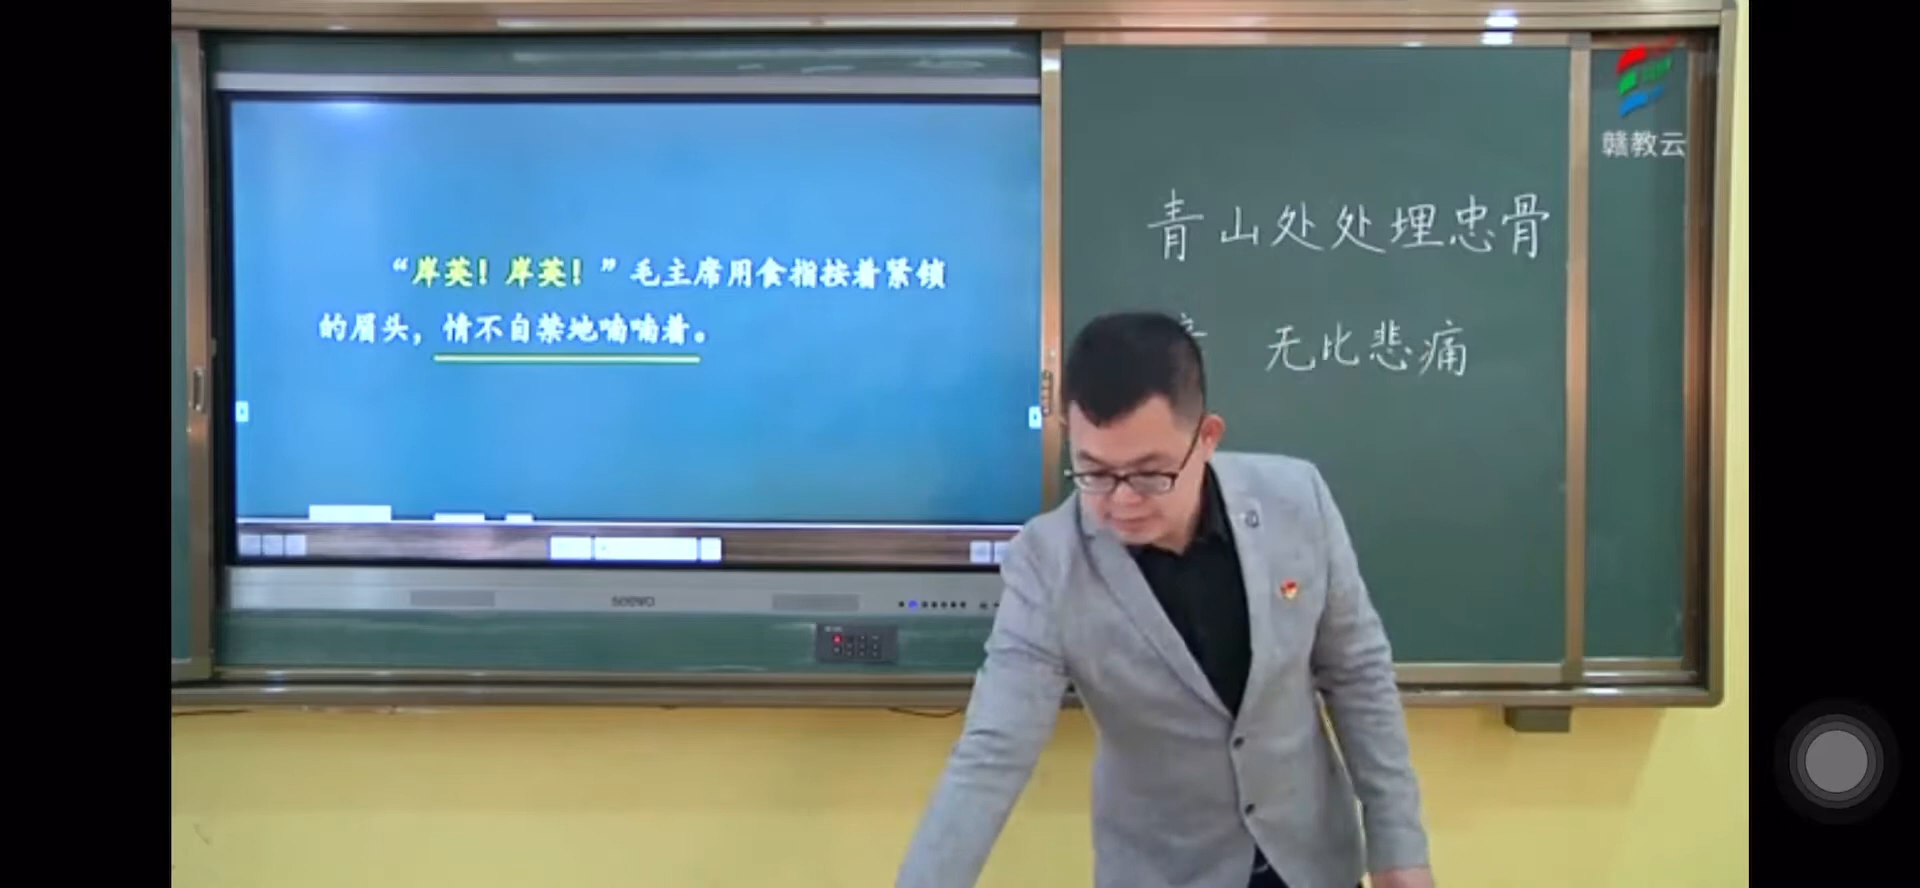 “岸英！岸英！”毛主席用食指按着紧锁
的眉头，情不自禁地喃喃着。
seewo
青山处处埋忠骨
无比悲痛
赣教云